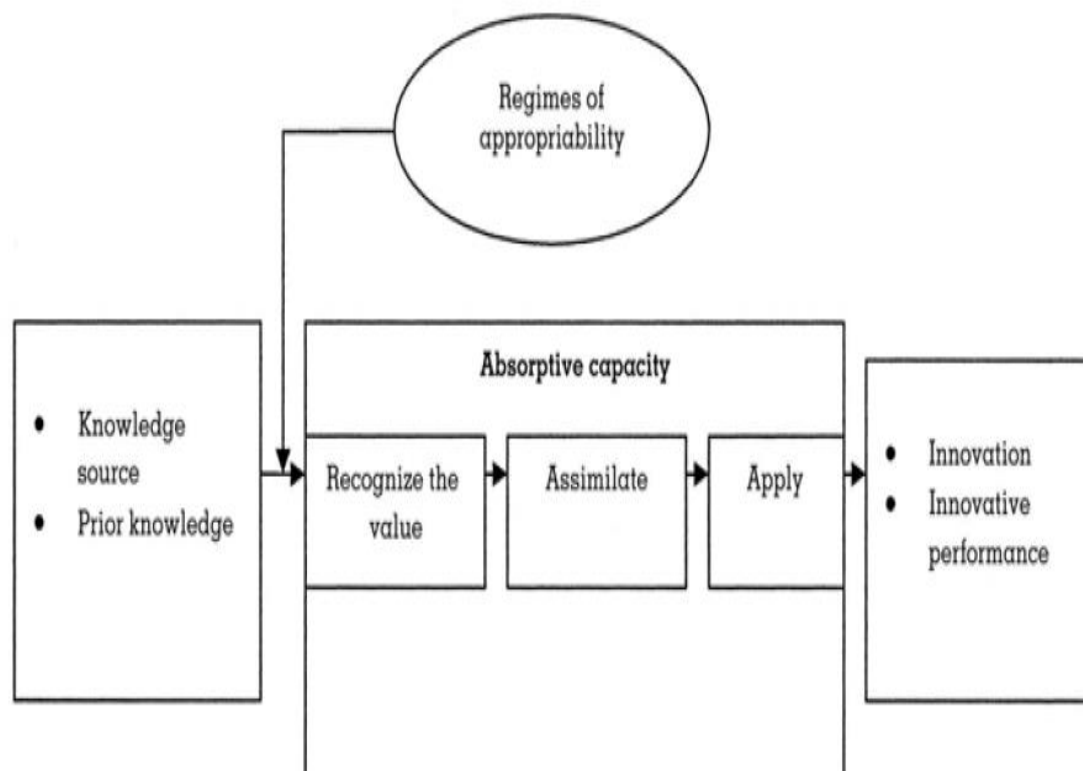 Regimes of
appropriability
Absorptive capacity
• Knowledge
source
• Prior knowledge
Recognize the
value
Assimilate
Apply
• Innovation
• Innovative
performance